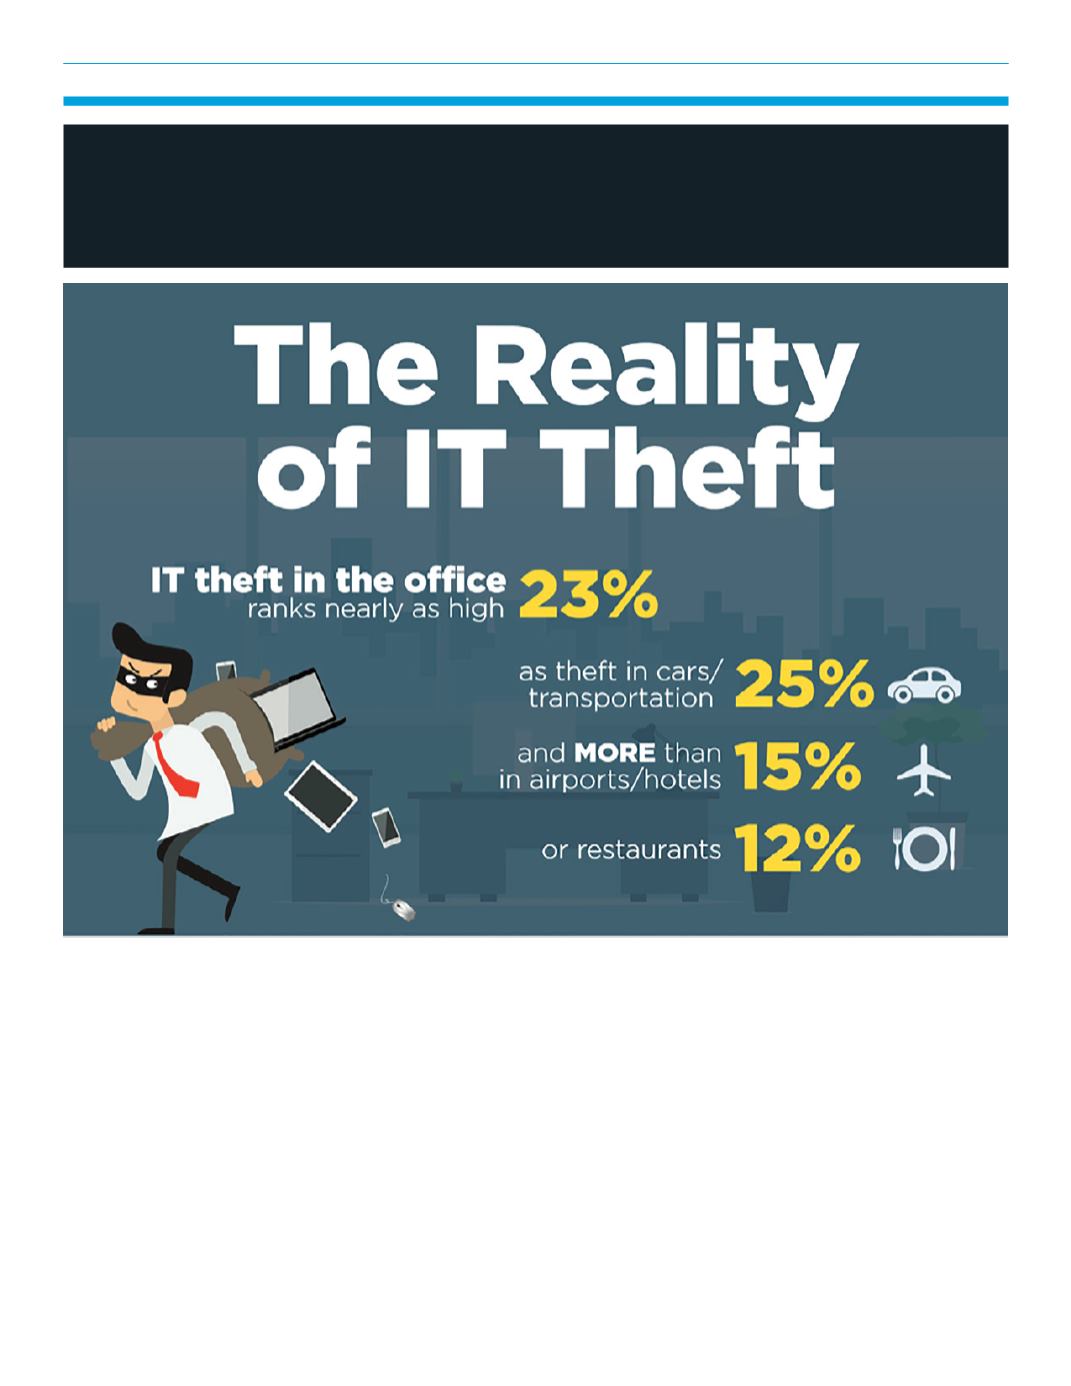 The Reality
of IT Theft
IT theft in the office
ranks nearly as high 23%
as theft in cars/
transportation 25%
and MORE than
in airports/hotels 15%
or restaurants 12%